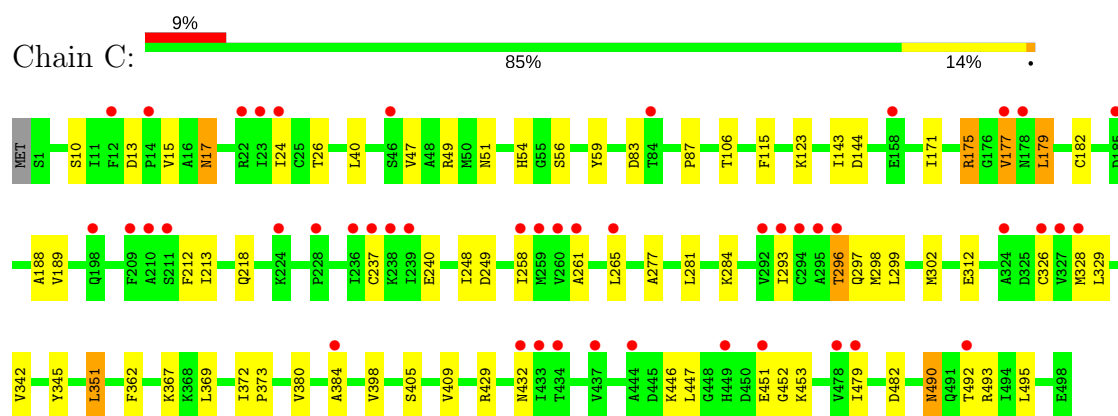 9%
Chain C:
85% 14% •
MET S1 S10 I11 F12 D13 P14 V15 A16 N17 R22 I23 I24 C25 T26 L40 S46 V47 A48 R49 M50 N51 H54 G55 S56 Y59 D83 T84 P87 T106 F115 K123 I143 D144 E158 I171 R175 G176 V177 N178 L179 C182 D185
A188 V189 Q198 F209 A210 S211 F212 I213 Q218 K224 P228 I236 C237 K238 I239 E240 I248 D249 I258 M259 V260 A261 L265 A277 L281 K284 V292 I293 C294 A295 T296 Q297 M298 L299 M302 E312 A324 D325 C326 V327 M328 L329
V342 Y345 L351 F362 K367 K368 L369 I372 P373 V380 A384 V398 S405 V409 R429 N432 I433 T434 V437 A444 D445 K446 L447 G448 H449 D450 E451 G452 K453 V478 I479 D482 N490 Q491 T492 R493 I494 L495 E498